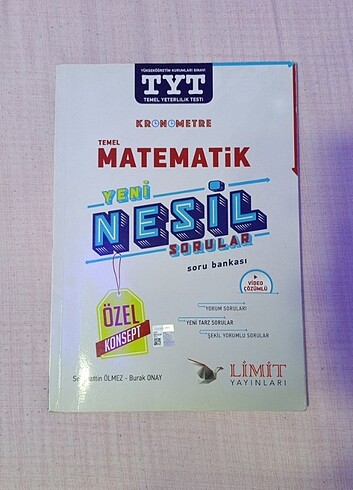 YÜKSEKÖĞRETİM KURUMLARI SINAVI
TYT
TEMEL YETERLİLİK TESTİ
KRONOMETRE
TEMEL
MATEMATİK
YENİ
NESİL
SORULAR
soru bankası
VİDEO
ÇÖZÜMLÜ
ÖZEL
KONSEPT
YORUM SORULARI
YENİ TARZ SORULAR
ŞEKİL YORUMLU SORULAR
ÖLMEZ - Burak ONAY
LİMİT
YAYINLARI